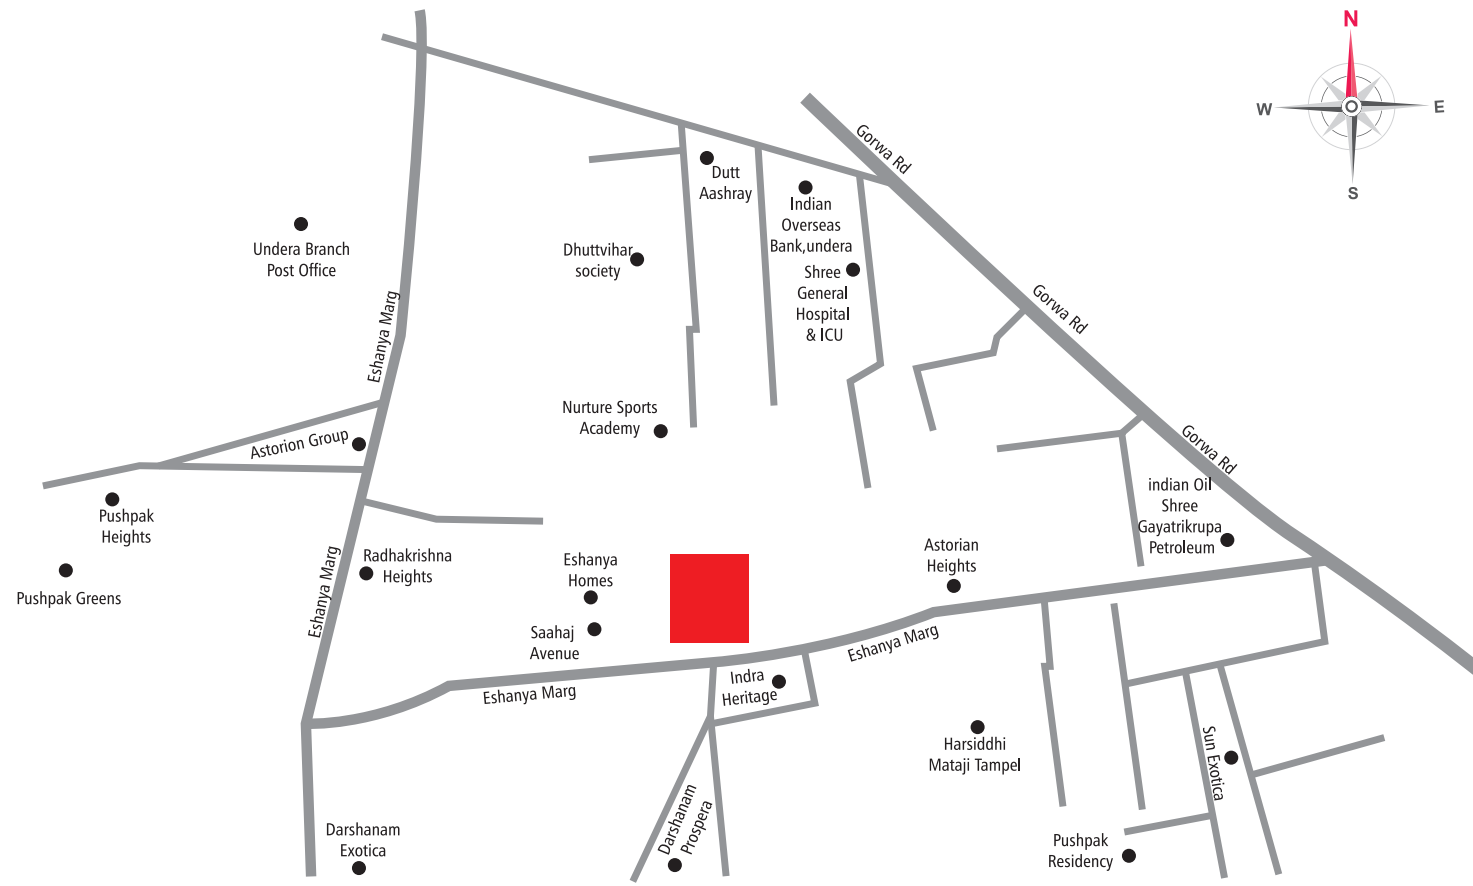 N
W
E
S
Gorwa Rd
Dutt
Aashray
Indian
Overseas
Bank,undera
Undera Branch
Post Office
Dhuttvihar
society
Shree
General
Hospital
& ICU
Gorwa Rd
Eshanya Marg
Nurture Sports
Academy
Astorion Group
Gorwa Rd
indian Oil
Shree
Gayatrikrupa
Petroleum
Pushpak
Heights
Pushpak Greens
Eshanya Marg
Radhakrishna
Heights
Eshanya
Homes
Astorian
Heights
Saahaj
Avenue
Eshanya Marg
Eshanya Marg
Indra
Heritage
Harsiddhi
Mataji Tampel
Sun Exotica
Darshanam
Exotica
Darshanam
Prospera
Pushpak
Residency